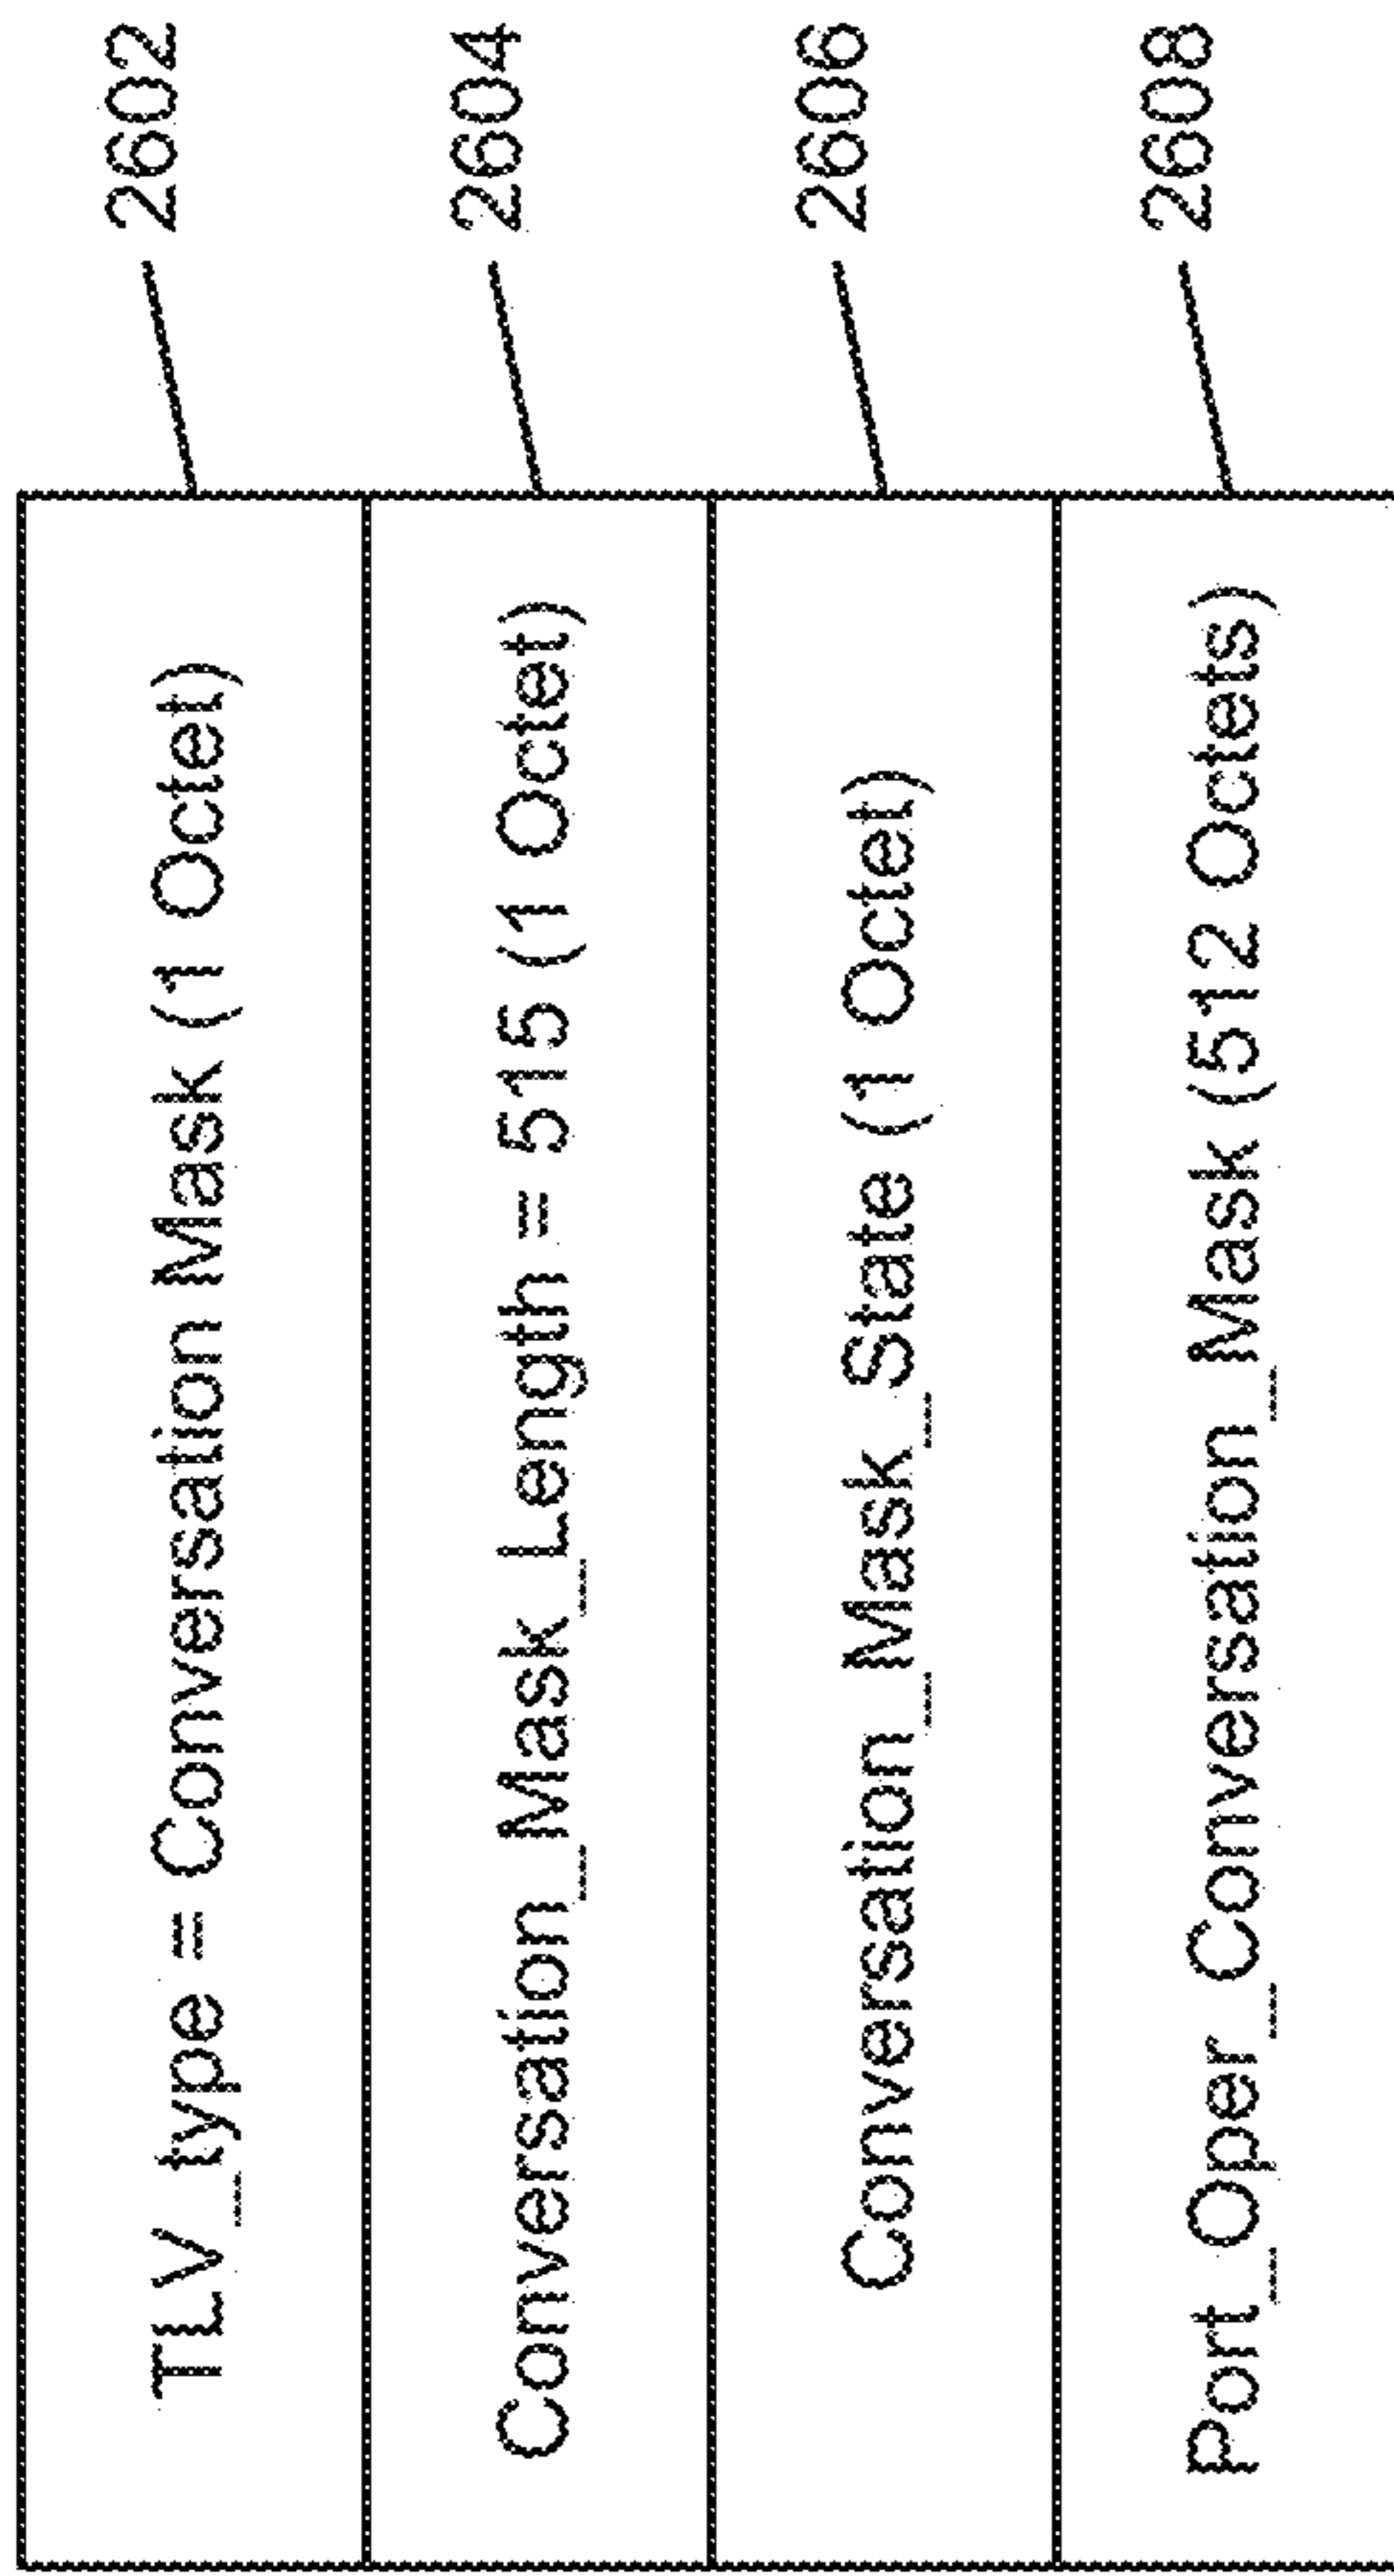 TLV_type = Conversation Mask (1 Octet) 2602
Conversation_Mask_Length = 515 (1 Octet) 2604
Conversation_Mask_State (1 Octet) 2606
Port_Oper_Conversation_Mask (512 Octets) 2608